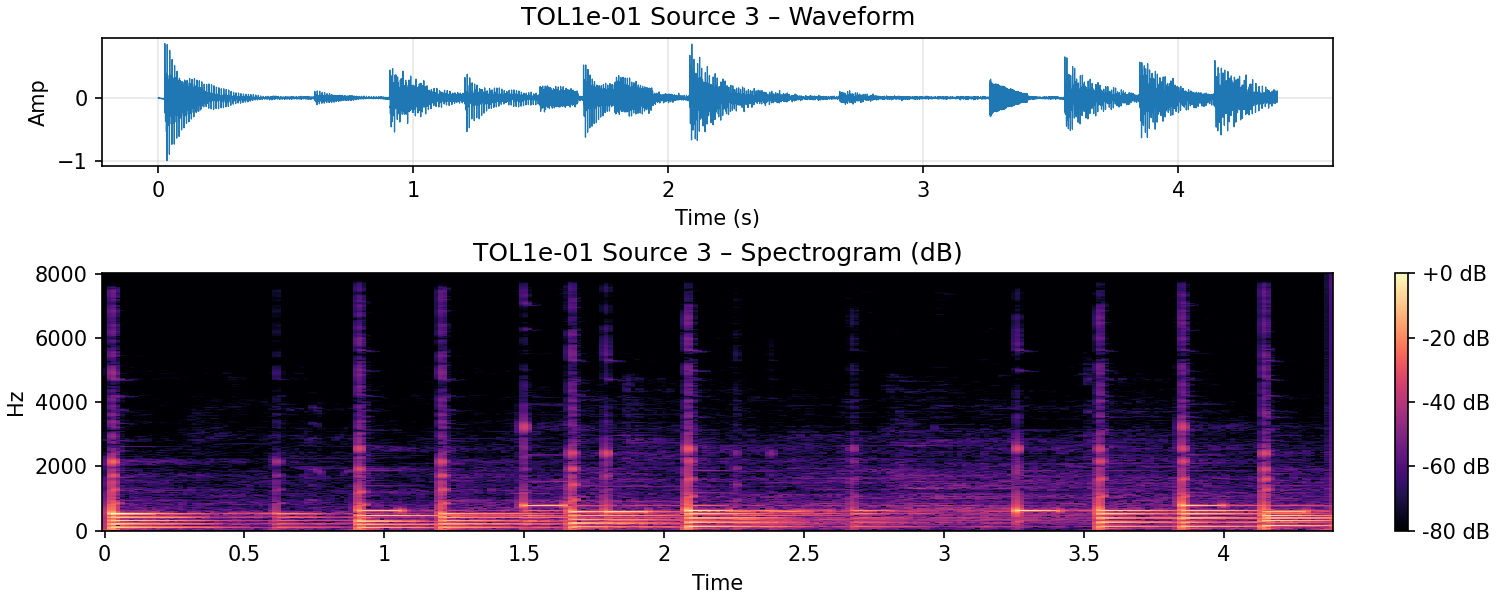 TOL1e-01 Source 3 – Waveform
Amp
0
−1
0
1
2
3
4
Time (s)
TOL1e-01 Source 3 – Spectrogram (dB)
Hz
8000
6000
4000
2000
0
0
0.5
1
1.5
2
2.5
3
3.5
4
Time
+0 dB
-20 dB
-40 dB
-60 dB
-80 dB